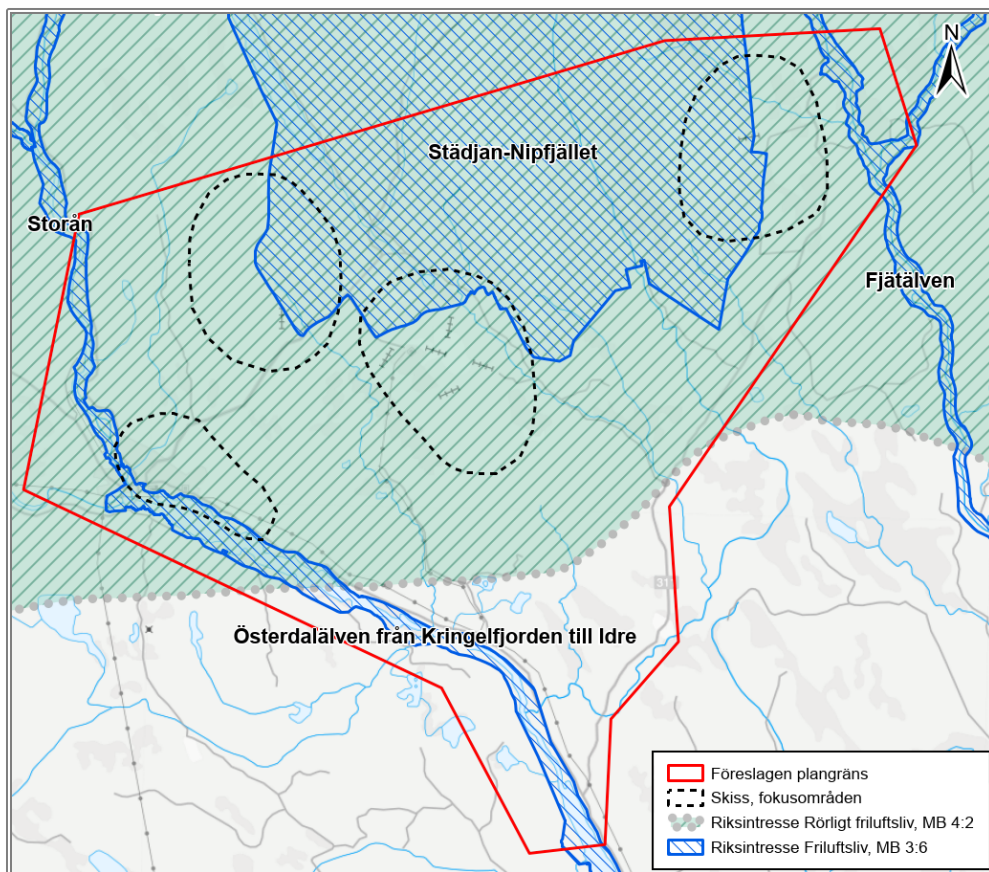 N
Städjan-Nipfjället
Storån
Fjätälven
311
Österdalälven från Kringelfjorden till Idre
Föreslagen plangräns
Skiss, fokusområden
Riksintresse Rörligt friluftsliv, MB 4:2
Riksintresse Friluftsliv, MB 3:6